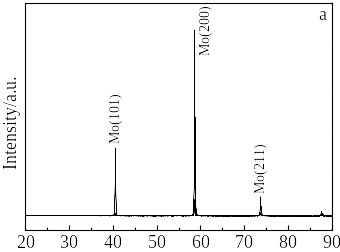 a
Mo(200)
Mo(101)
Mo(211)
Intensity/a.u.
20 30 40 50 60 70 80 90